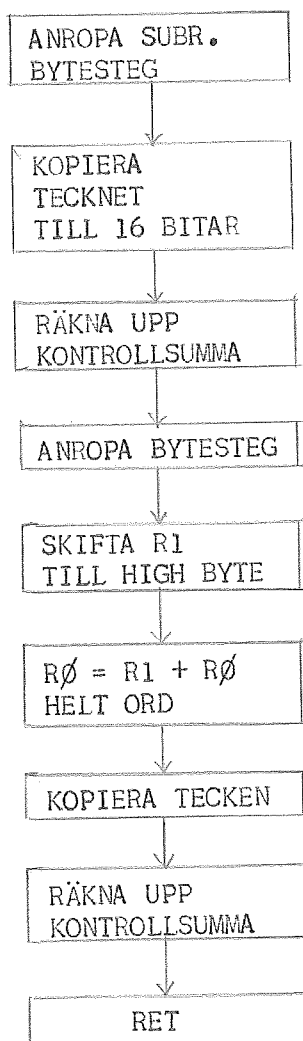 ANROPA SUBR.
BYTESTEG
KOPIERA
TECKNET
TILL 16 BITAR
RÄKNA UPP
KONTROLLSUMMA
ANROPA BYTESTEG
SKIFTA R1
TILL HIGH BYTE
RØ = R1 + RØ
HELT ORD
KOPIERA TECKEN
RÄKNA UPP
KONTROLLSUMMA
RET